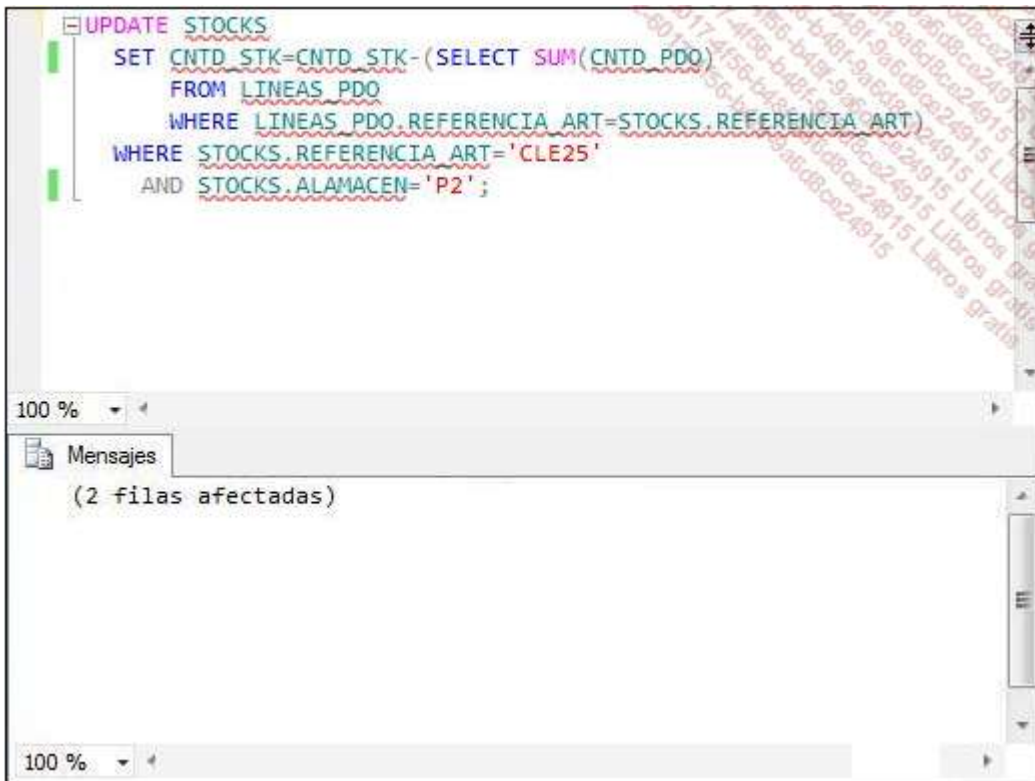 UPDATE STOCKS
SET CNTD_STK=CNTD_STK-(SELECT SUM(CNTD_PDO)
FROM LINEAS_PDO
WHERE LINEAS_PDO.REFERENCIA_ART=STOCKS.REFERENCIA_ART)
WHERE STOCKS.REFERENCIA_ART='CLE25'
AND STOCKS.ALAMACEN='P2';
100 %
Mensajes
(2 filas afectadas)
100 %